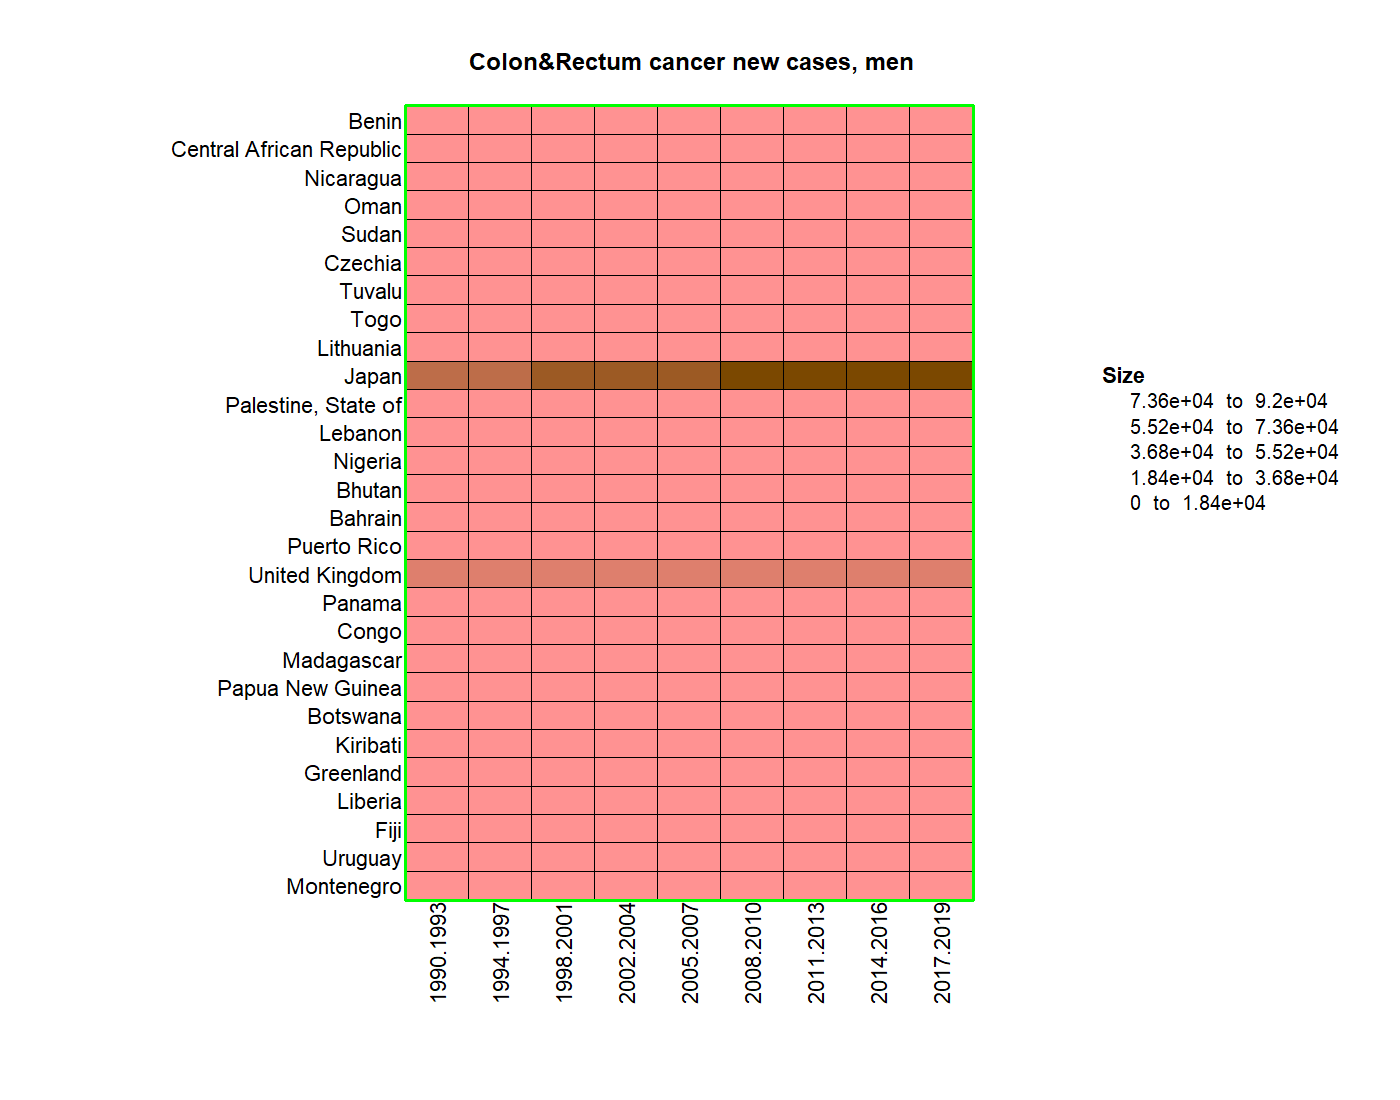 Colon&Rectum cancer new cases, men
Benin
Central African Republic
Nicaragua
Oman
Sudan
Czechia
Tuvalu
Togo
Lithuania
Japan
Palestine, State of
Lebanon
Nigeria
Bhutan
Bahrain
Puerto Rico
United Kingdom
Panama
Congo
Madagascar
Papua New Guinea
Botswana
Kiribati
Greenland
Liberia
Fiji
Uruguay
Montenegro
1990.1993
1994.1997
1998.2001
2002.2004
2005.2007
2008.2010
2011.2013
2014.2016
2017.2019
Size
7.36e+04 to 9.2e+04
5.52e+04 to 7.36e+04
3.68e+04 to 5.52e+04
1.84e+04 to 3.68e+04
0 to 1.84e+04